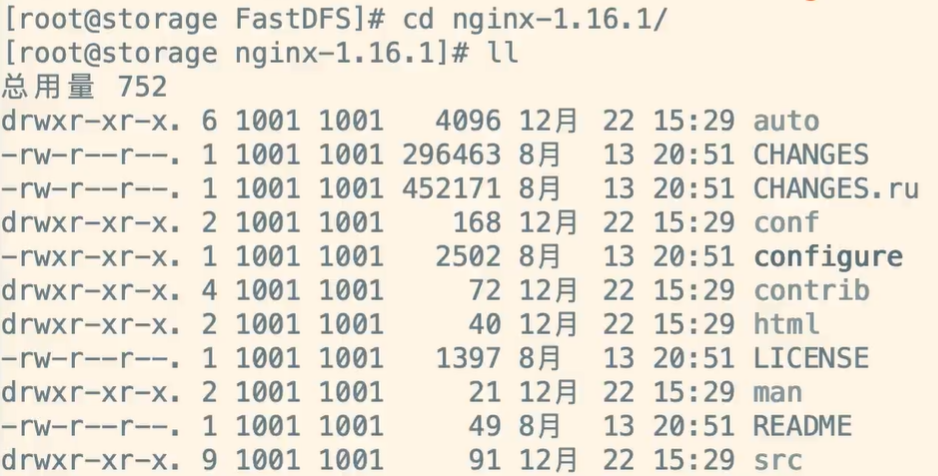 [root@storage FastDFS]# cd nginx-1.16.1/
[root@storage nginx-1.16.1]# ll
总用量 752
drwxr-xr-x. 6 1001 1001   4096 12月  22 15:29 auto
-rw-r--r--. 1 1001 1001 296463 8月   13 20:51 CHANGES
-rw-r--r--. 1 1001 1001 452171 8月   13 20:51 CHANGES.ru
drwxr-xr-x. 2 1001 1001    168 12月  22 15:29 conf
-rwxr-xr-x. 1 1001 1001   2502 8月   13 20:51 configure
drwxr-xr-x. 4 1001 1001     72 12月  22 15:29 contrib
drwxr-xr-x. 2 1001 1001     40 12月  22 15:29 html
-rw-r--r--. 1 1001 1001   1397 8月   13 20:51 LICENSE
drwxr-xr-x. 2 1001 1001     21 12月  22 15:29 man
-rw-r--r--. 1 1001 1001     49 8月   13 20:51 README
drwxr-xr-x. 9 1001 1001     91 12月  22 15:29 src